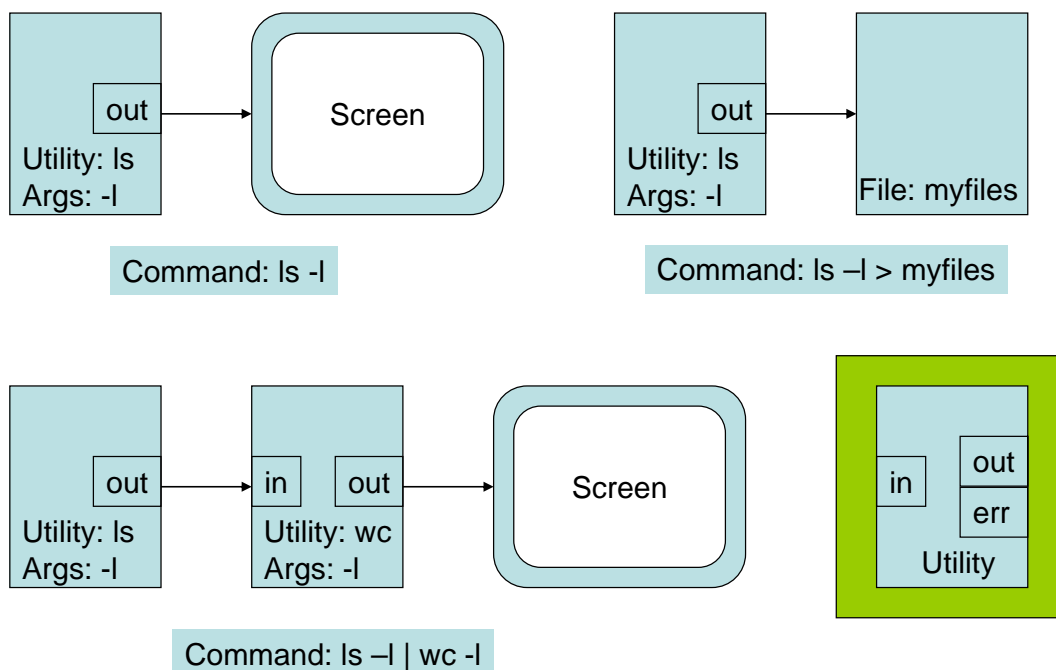 out
Utility: ls
Args: -l
Screen
Command: ls -l
out
Utility: ls
Args: -l
File: myfiles
Command: ls –l > myfiles
out
Utility: ls
Args: -l
in
out
Utility: wc
Args: -l
Screen
Command: ls –l | wc -l
in
out
err
Utility